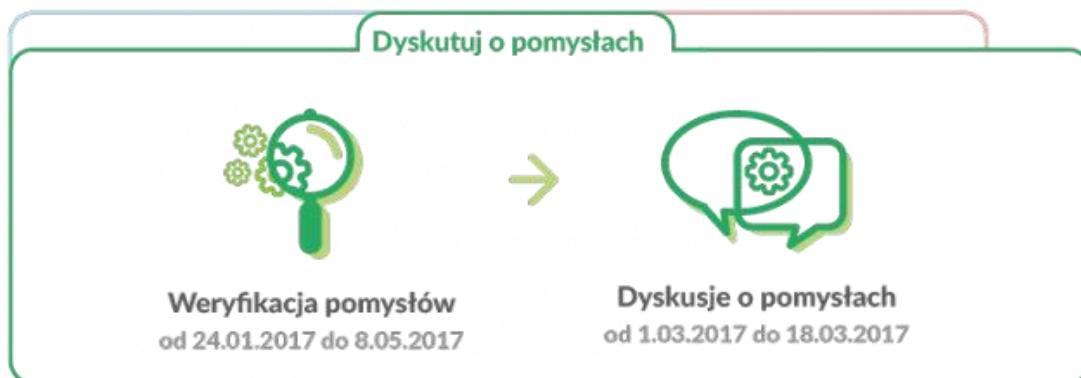 Dyskutuj o pomysłach
Weryfikacja pomysłów
od 24.01.2017 do 8.05.2017
Dyskusje o pomysłach
od 1.03.2017 do 18.03.2017